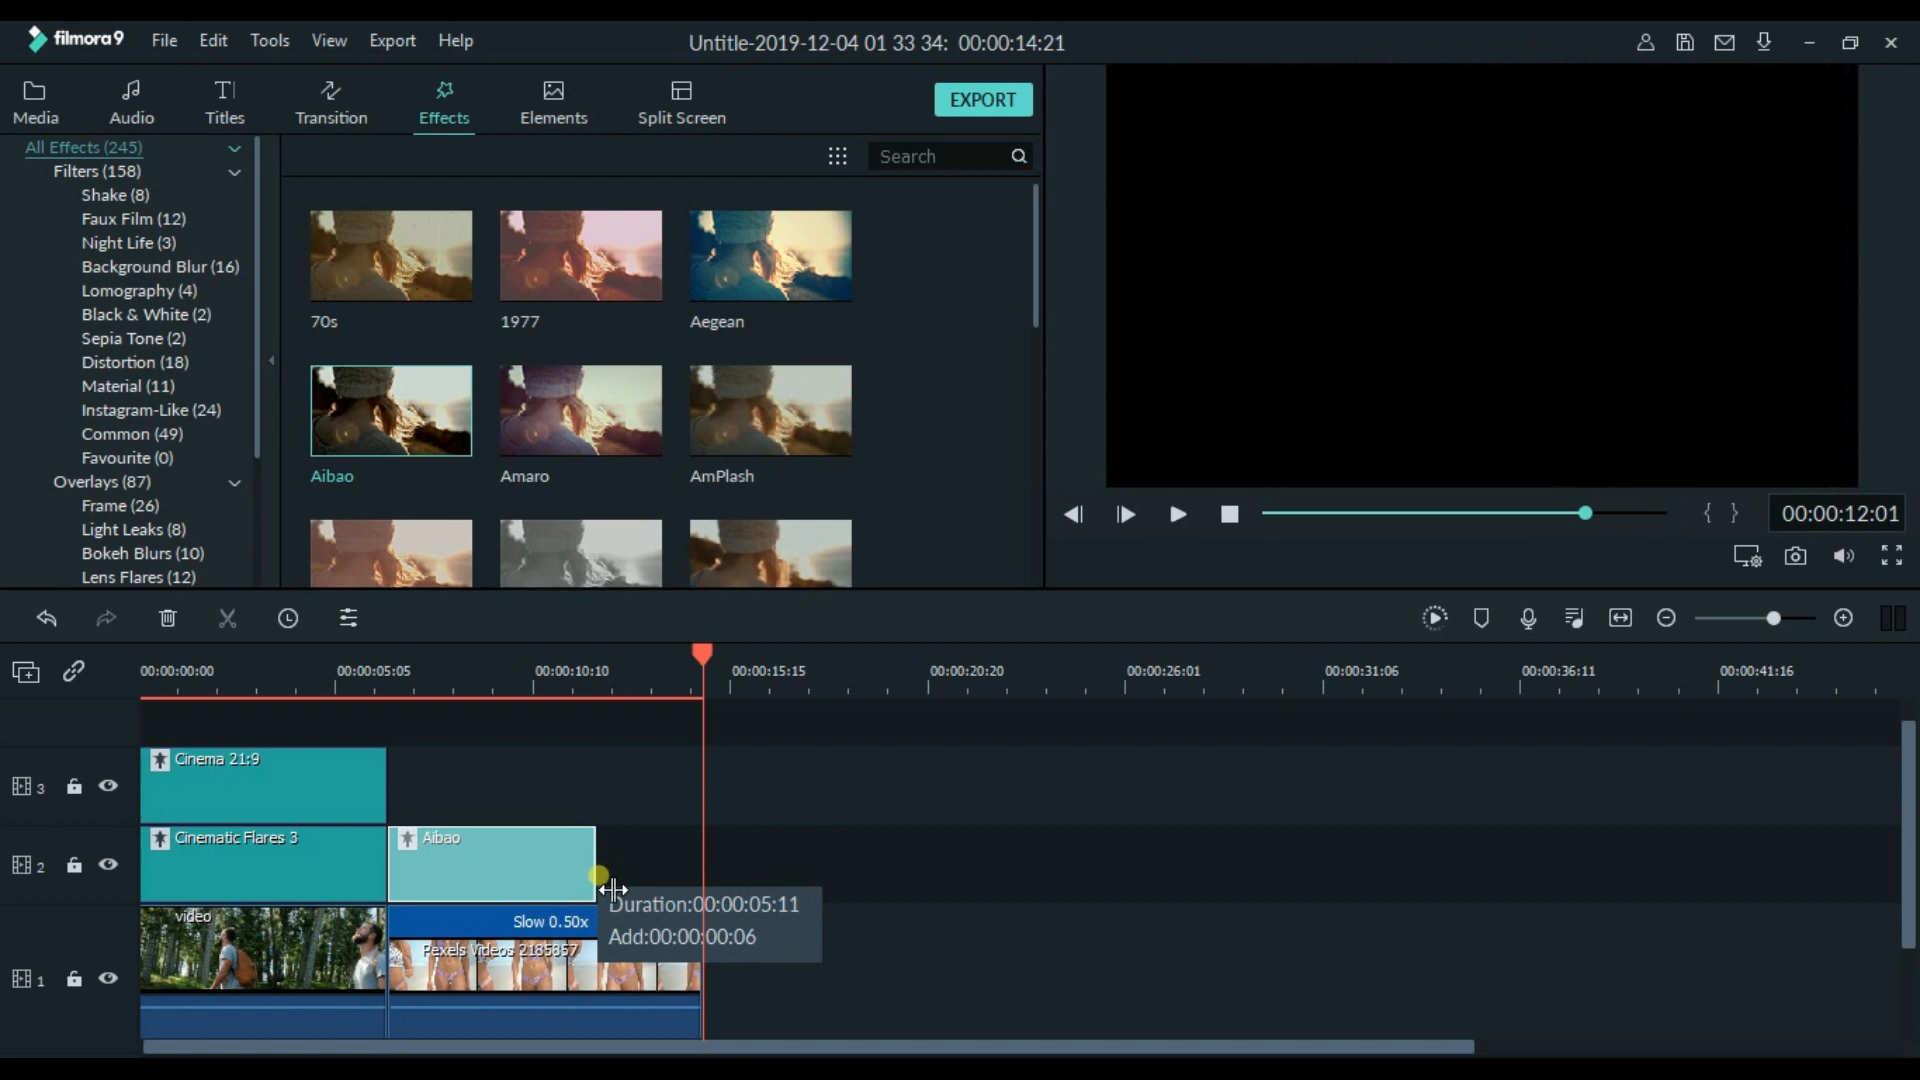 filmora9 File Edit Tools View Export Help Untitle-2019-12-04 01 33 34: 00:00:14:21
Media Audio Titles Transition Effects Elements Split Screen EXPORT
All Effects (245)
Filters (158)
Shake (8)
Faux Film (12)
Night Life (3)
Background Blur (16)
Lomography (4)
Black & White (2)
Sepia Tone (2)
Distortion (18)
Material (11)
Instagram-Like (24)
Common (49)
Favourite (0)
Overlays (87)
Frame (26)
Light Leaks (8)
Bokeh Blurs (10)
Lens Flares (12)
Search
70s 1977 Aegean
Aibao Amaro AmPlash
{ } 00:00:12:01
00:00:00:00 00:00:05:05 00:00:10:10 00:00:15:15 00:00:20:20 00:00:26:01 00:00:31:06 00:00:36:11 00:00:41:16
3 Cinema 21:9
2 Cinematic Flares 3 Aibao
Duration:00:00:05:11
Add:00:00:00:06
1 video Slow 0.50x
Pexels Videos 2185857